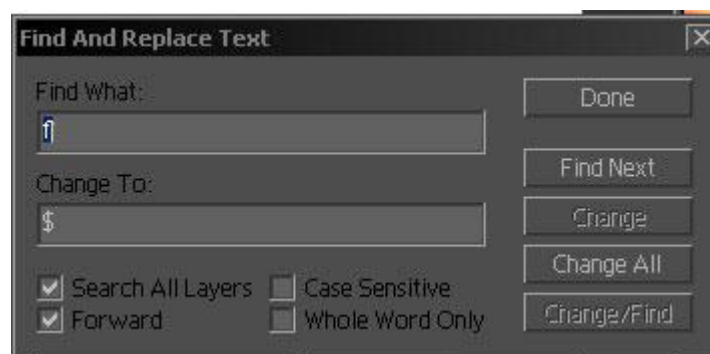 Find And Replace Text
Find What:
Done
f
Find Next
Change To:
$
Change
Change All
Search All Layers
Case Sensitive
Forward
Whole Word Only
Change/Find